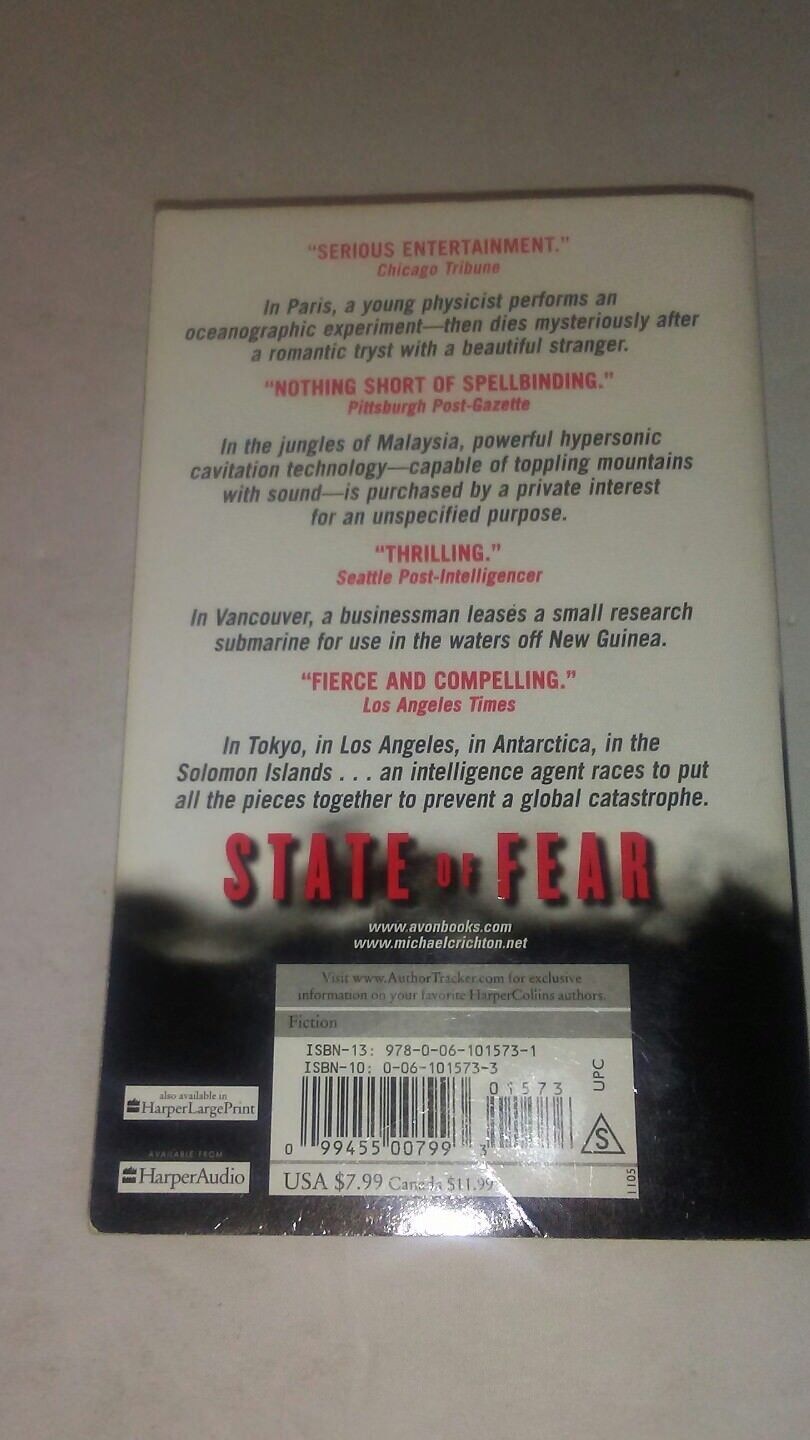 "SERIOUS ENTERTAINMENT."
Chicago Tribune
In Paris, a young physicist performs an
oceanographic experiment—then dies mysteriously after
a romantic tryst with a beautiful stranger.
"NOTHING SHORT OF SPELLBINDING."
Pittsburgh Post-Gazette
In the jungles of Malaysia, powerful hypersonic
cavitation technology—capable of toppling mountains
with sound—is purchased by a private interest
for an unspecified purpose.
"THRILLING."
Seattle Post-Intelligencer
In Vancouver, a businessman leases a small research
submarine for use in the waters off New Guinea.
"FIERCE AND COMPELLING."
Los Angeles Times
In Tokyo, in Los Angeles, in Antarctica, in the
Solomon Islands . . . an intelligence agent races to put
all the pieces together to prevent a global catastrophe.
STATE OF FEAR
www.avonbooks.com
www.michaelcrichton.net
Visit www.AuthorTracker.com for exclusive
information on your favorite HarperCollins authors.
Fiction
ISBN-13: 978-0-06-101573-1
ISBN-10: 0-06-101573-3
01573
UPC
S
0 99455 00799 3
USA $7.99 Canada $11.99
1105
also available in
HarperLargePrint
AVAILABLE FROM
HarperAudio